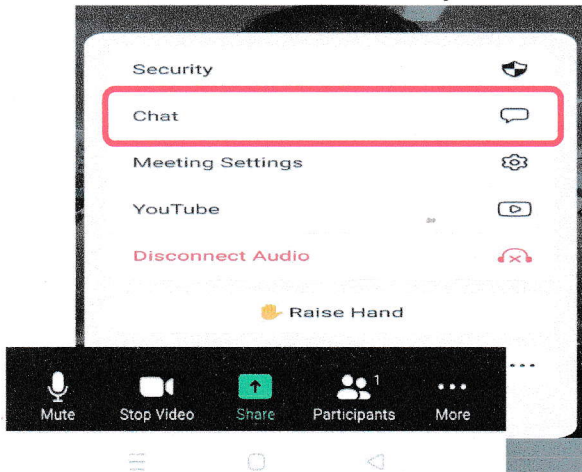 Security
Chat
Meeting Settings
YouTube
Disconnect Audio
Raise Hand
1
Mute Stop Video Share Participants More